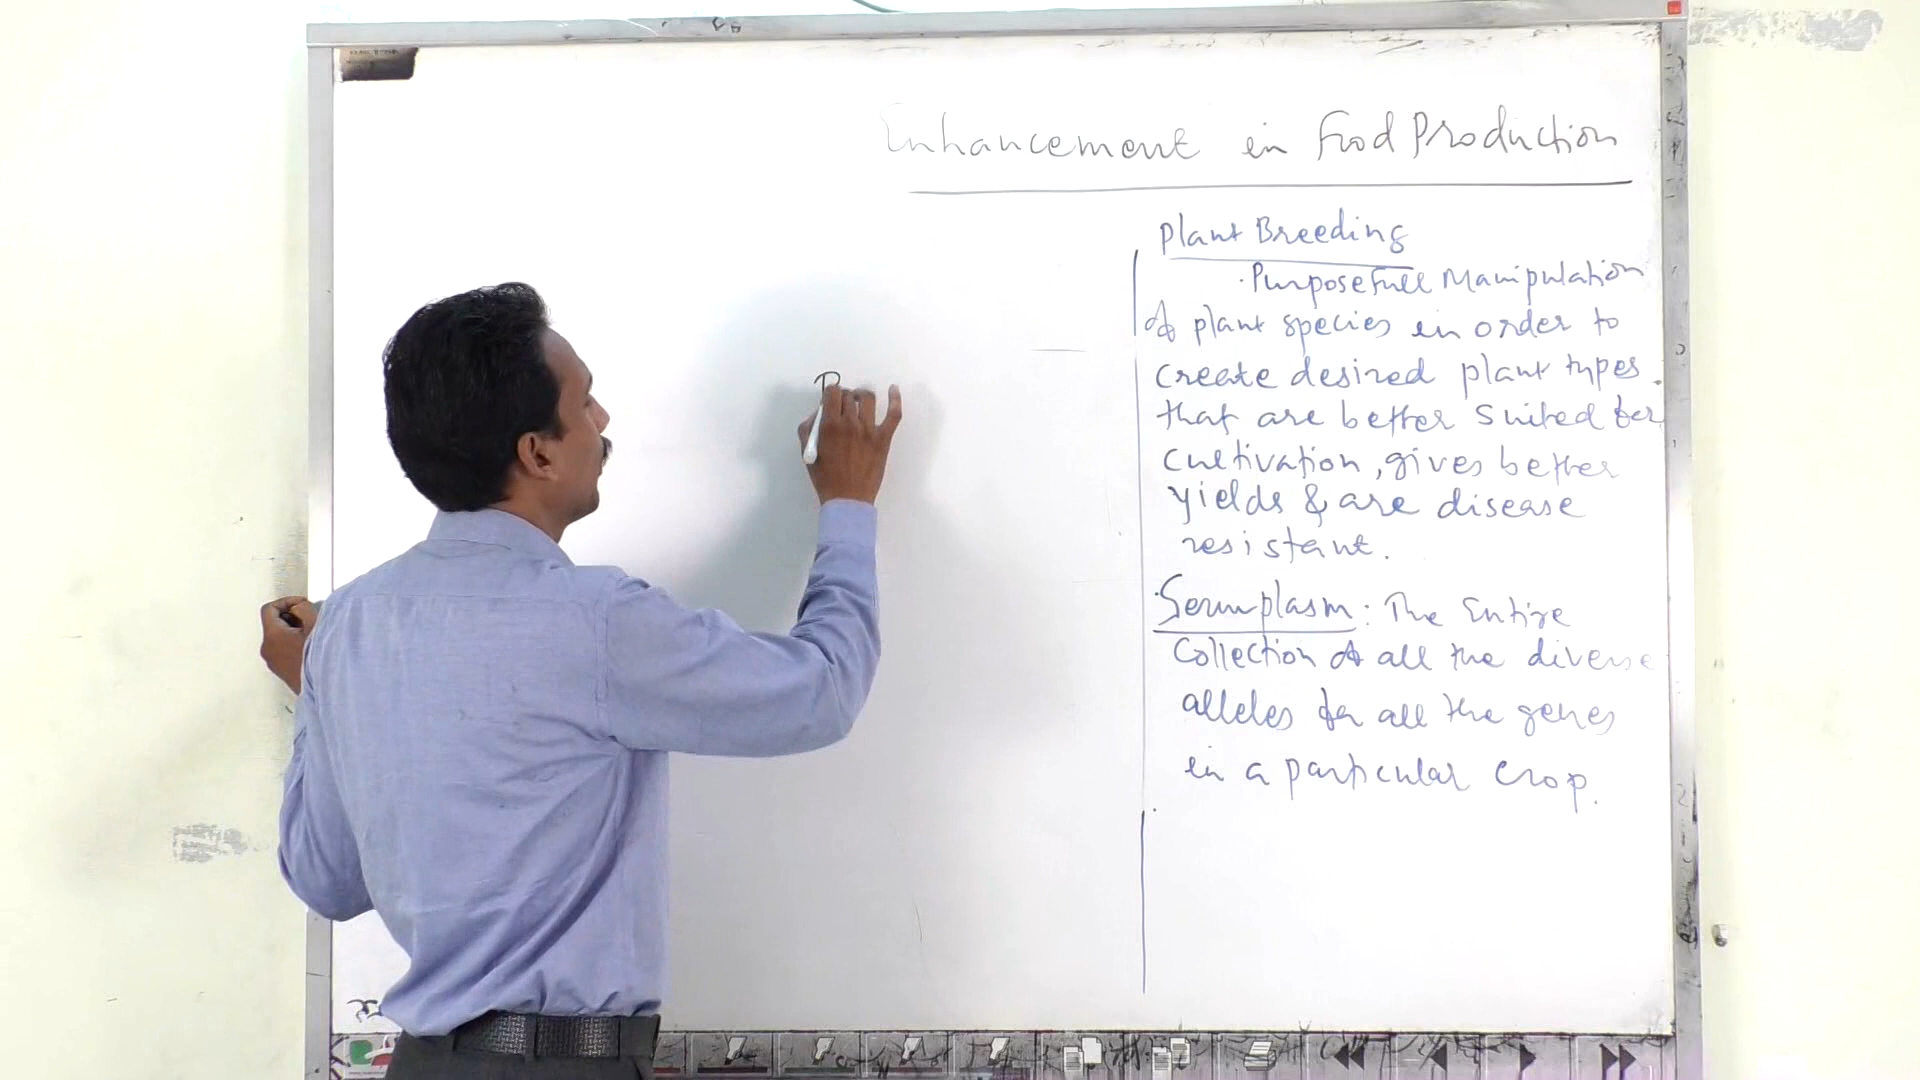 Enhancement in Food Production
Plant Breeding
· Purposefull Manipulation
of plant species in order to
create desired plant types
that are better suited for
cultivation, gives better
yields & are disease
resistant.
· Germplasm : The Entire
Collection of all the diverse
alleles for all the genes
in a particular crop.